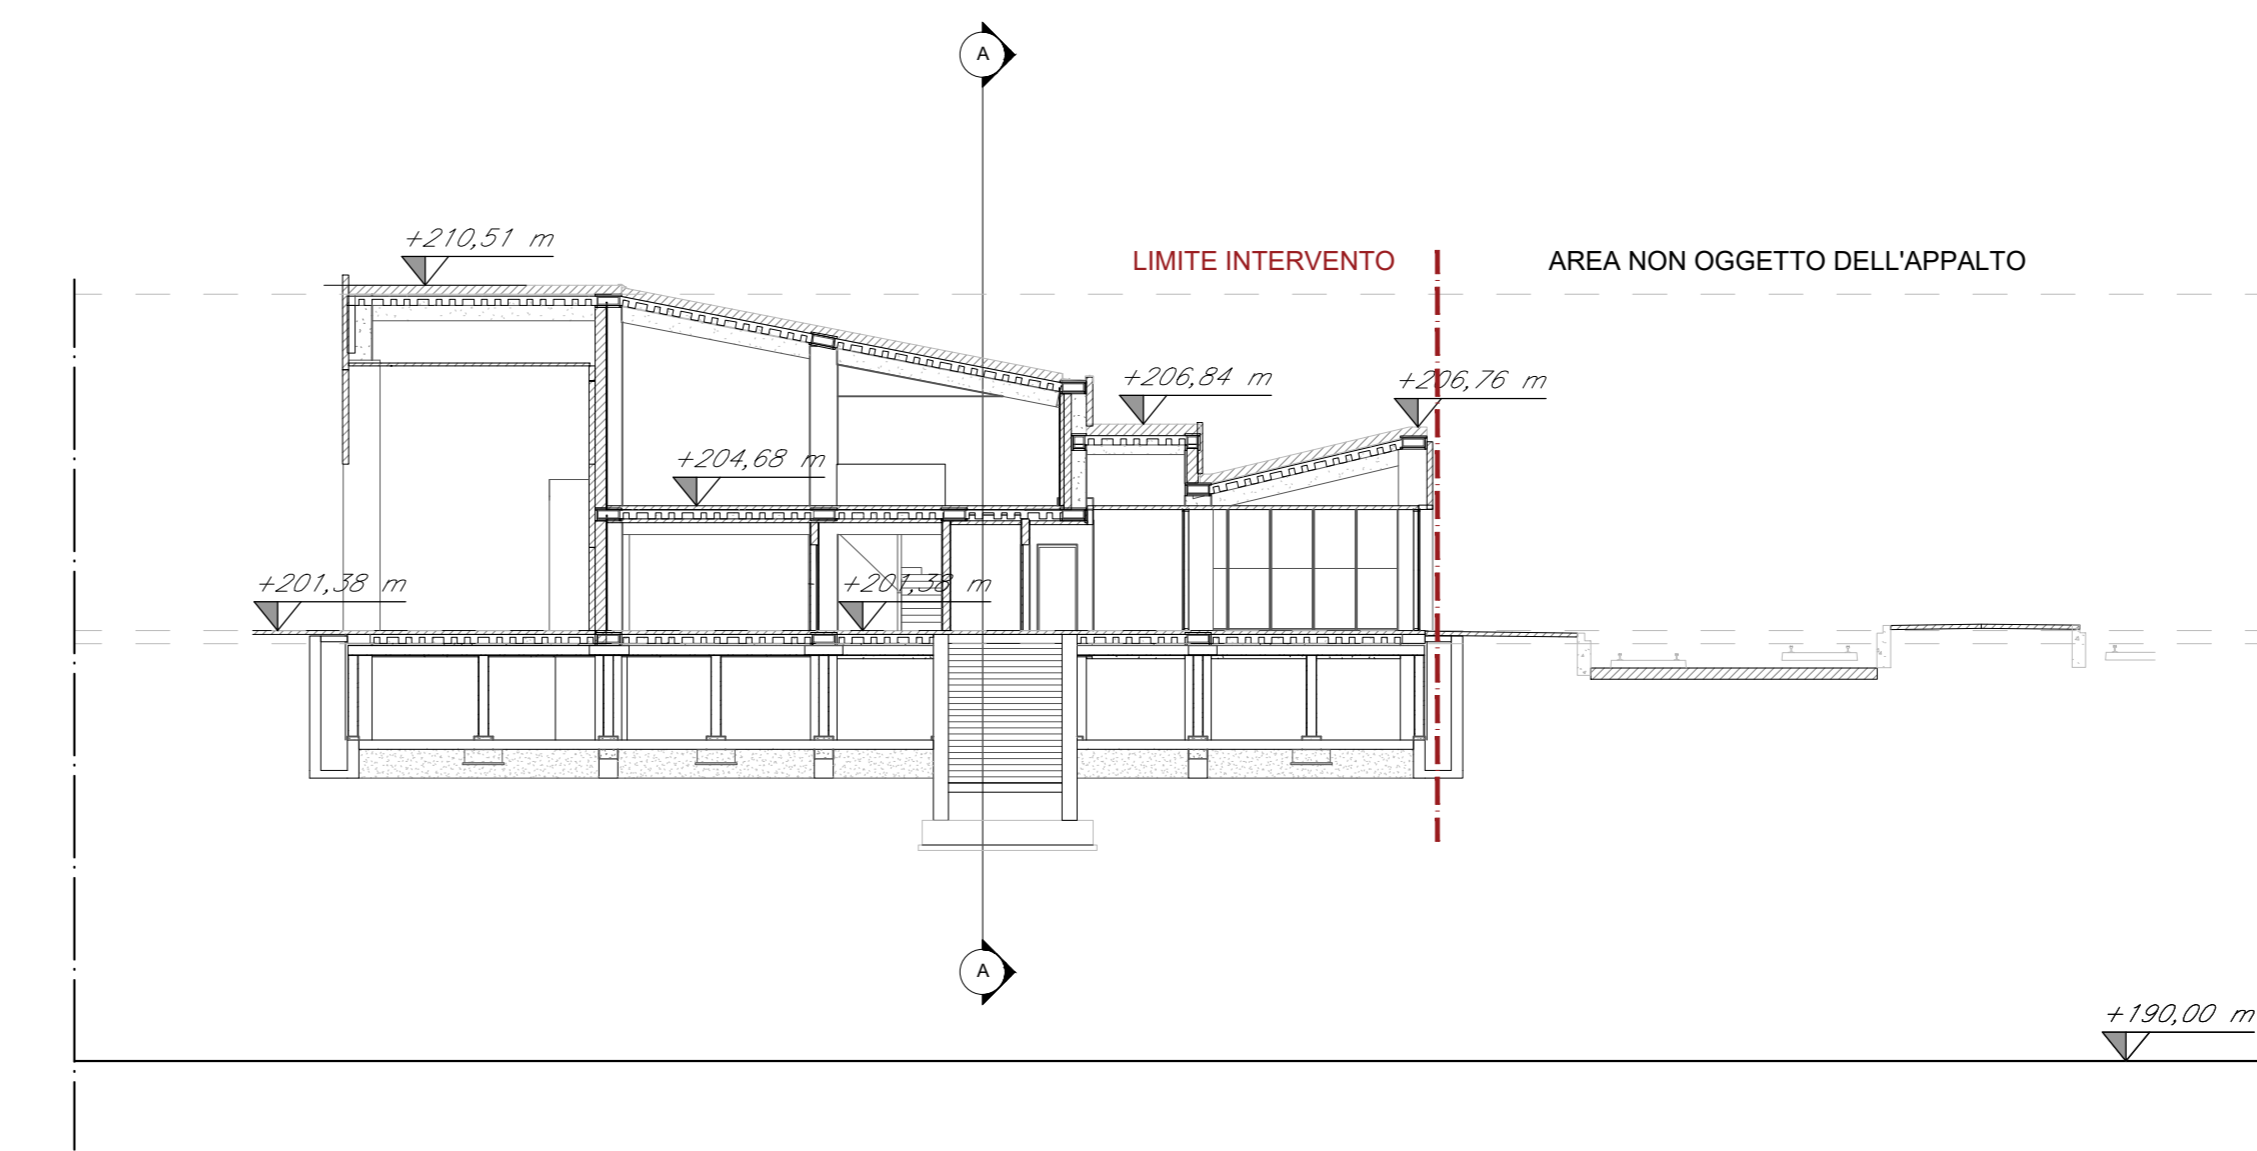 A
+210,51 m
LIMITE INTERVENTO
AREA NON OGGETTO DELL'APPALTO
+206,84 m
+206,76 m
+204,68 m
+201,38 m
+201,38 m
A
+190,00 m